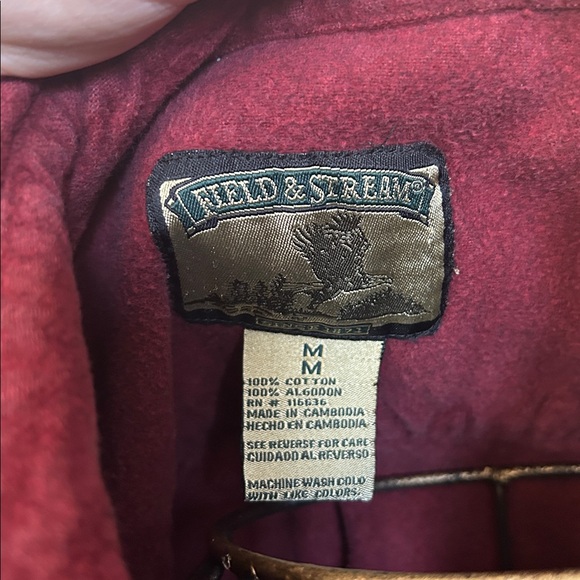 FIELD & STREAM®
M
M
100% COTTON
100% ALGODON
RN # 116636
MADE IN CAMBODIA
HECHO EN CAMBODIA
SEE REVERSE FOR CARE
CUIDADO AL REVERSO
MACHINE WASH COLD
WITH LIKE COLORS.